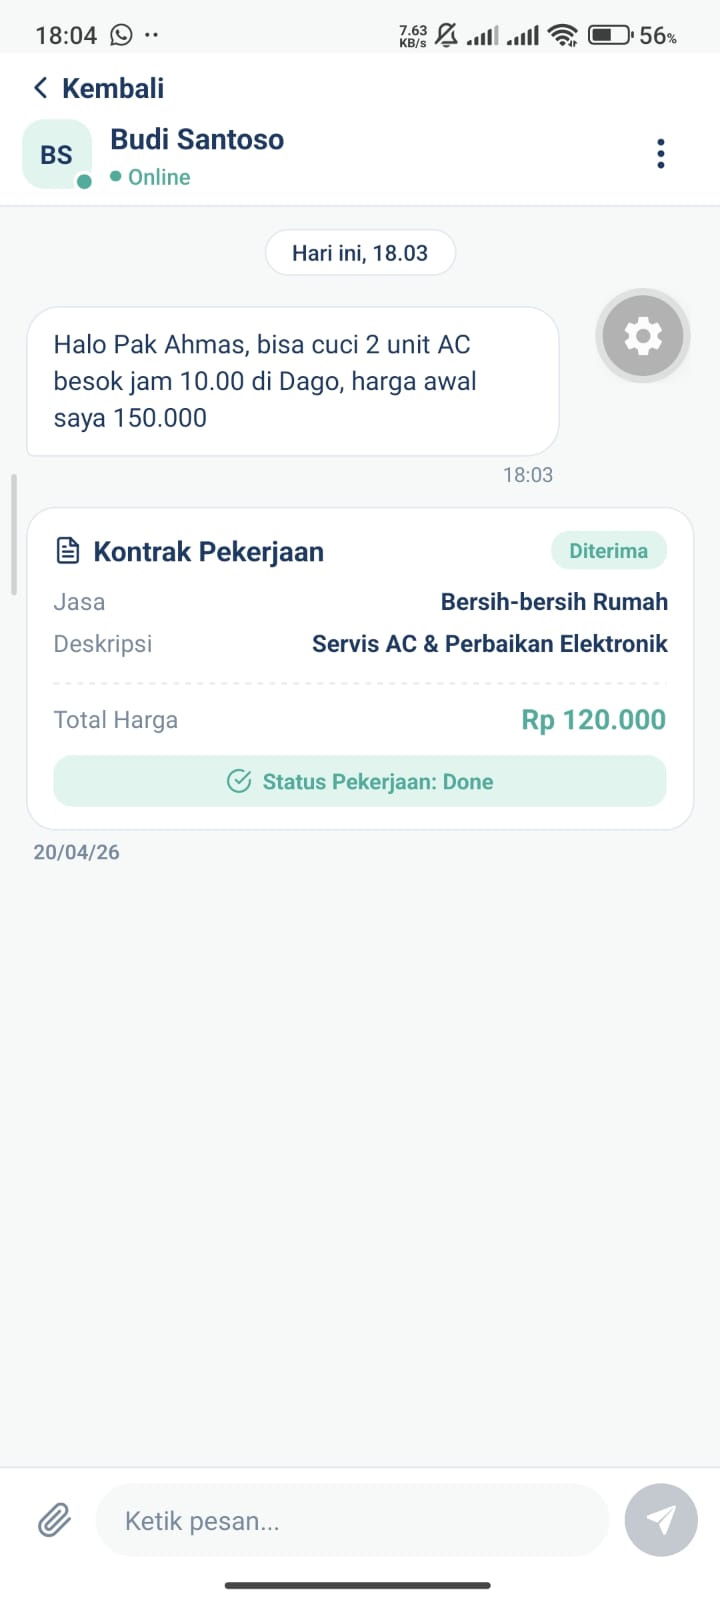 18:04
7.63
KB/s
56%
Kembali
BS
Budi Santoso
Online
Hari ini, 18.03
Halo Pak Ahmas, bisa cuci 2 unit AC
besok jam 10.00 di Dago, harga awal
saya 150.000
18:03
Kontrak Pekerjaan
Diterima
Jasa
Bersih-bersih Rumah
Deskripsi
Servis AC & Perbaikan Elektronik
Total Harga
Rp 120.000
Status Pekerjaan: Done
20/04/26
Ketik pesan...